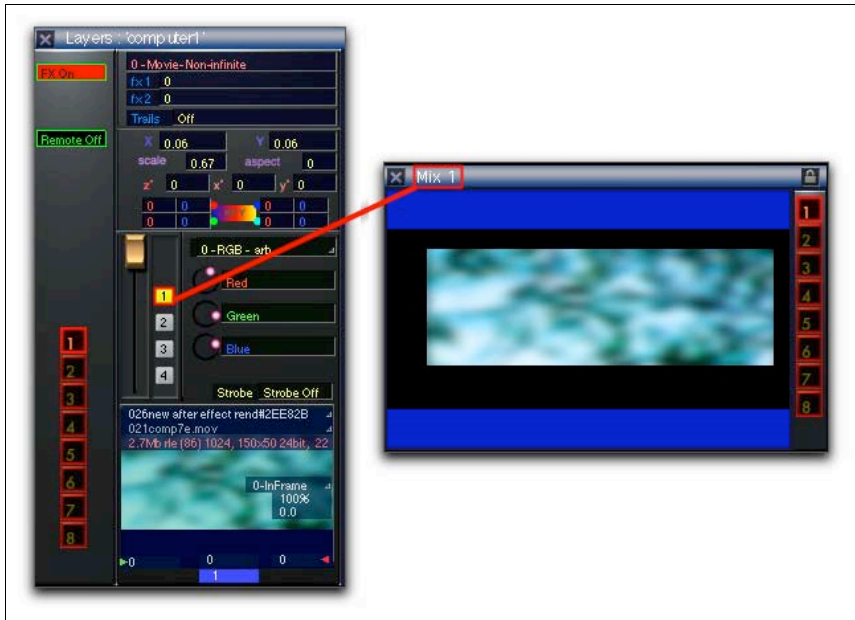 Layers : 'computer1'
FX On
0 - Movie- Non-infinite
fx1 0
fx2 0
Trails Off
Remote Off
X 0.06 Y 0.06
scale 0.67 aspect 0
z° 0 x° 0 y° 0
0 0 0 0
0 0 0 0
0 - RGB - arb
Red
Green
Blue
1
2
3
4
Strobe Strobe Off
1
2
3
4
5
6
7
8
026new after effect rend#2EE82B
021comp7e.mov
2.7Mb rle (86) 1024, 150x50 24bit, 22
0-InFrame
100%
0.0
0 0 0
1
Mix 1
1
2
3
4
5
6
7
8